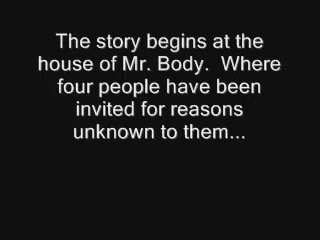 The story begins at the
house of Mr. Body.  Where
four people have been
invited for reasons
unknown to them...